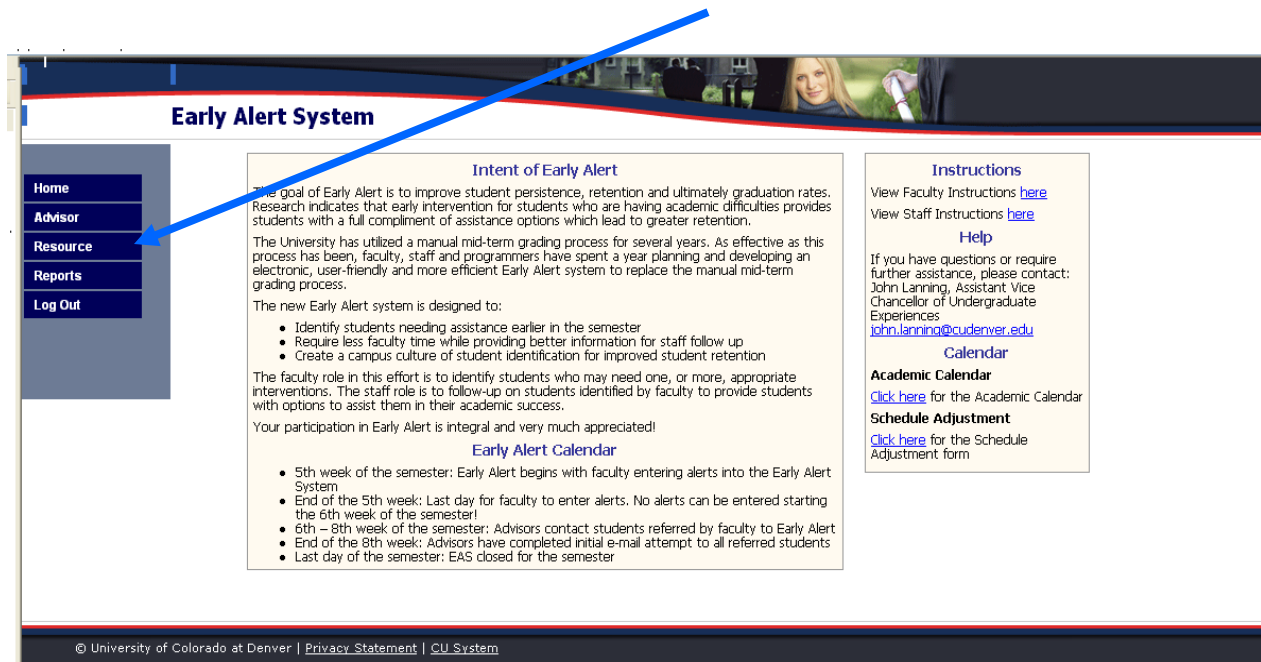 Early Alert System
Home
Advisor
Resource
Reports
Log Out
Intent of Early Alert
The goal of Early Alert is to improve student persistence, retention and ultimately graduation rates.
Research indicates that early intervention for students who are having academic difficulties provides
students with a full compliment of assistance options which lead to greater retention.
The University has utilized a manual mid-term grading process for several years. As effective as this
process has been, faculty, staff and programmers have spent a year planning and developing an
electronic, user-friendly and more efficient Early Alert system to replace the manual mid-term
grading process.
The new Early Alert system is designed to:
• Identify students needing assistance earlier in the semester
• Require less faculty time while providing better information for staff follow up
• Create a campus culture of student identification for improved student retention
The faculty role in this effort is to identify students who may need one, or more, appropriate
interventions. The staff role is to follow-up on students identified by faculty to provide students
with options to assist them in their academic success.
Your participation in Early Alert is integral and very much appreciated!
Early Alert Calendar
• 5th week of the semester: Early Alert begins with faculty entering alerts into the Early Alert
System
• End of the 5th week: Last day for faculty to enter alerts. No alerts can be entered starting
the 6th week of the semester!
• 6th – 8th week of the semester: Advisors contact students referred by faculty to Early Alert
• End of the 8th week: Advisors have completed initial e-mail attempt to all referred students
• Last day of the semester: EAS closed for the semester
Instructions
View Faculty Instructions here
View Staff Instructions here
Help
If you have questions or require
further assistance, please contact:
John Lanning, Assistant Vice
Chancellor of Undergraduate
Experiences
john.lanning@cudenver.edu
Calendar
Academic Calendar
Click here for the Academic Calendar
Schedule Adjustment
Click here for the Schedule
Adjustment form
© University of Colorado at Denver | Privacy Statement | CU System